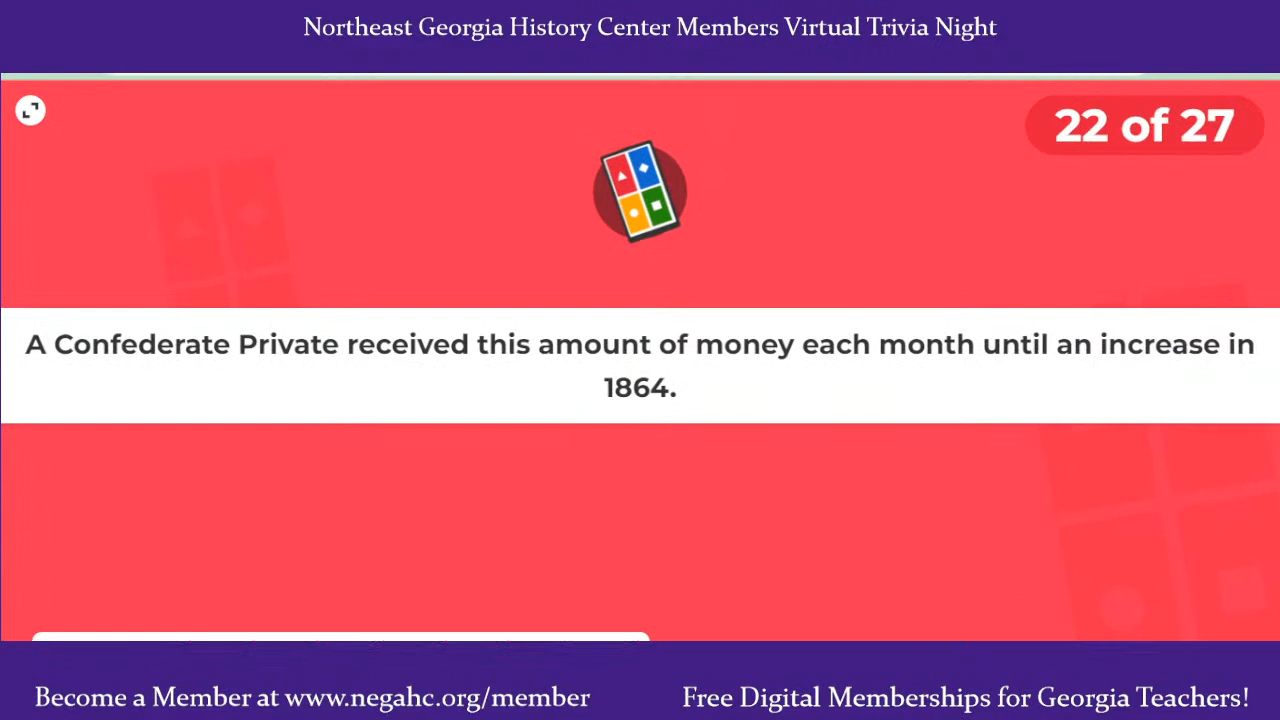 Northeast Georgia History Center Members Virtual Trivia Night
22 of 27
A Confederate Private received this amount of money each month until an increase in
1864.
Become a Member at www.negahc.org/member
Free Digital Memberships for Georgia Teachers!